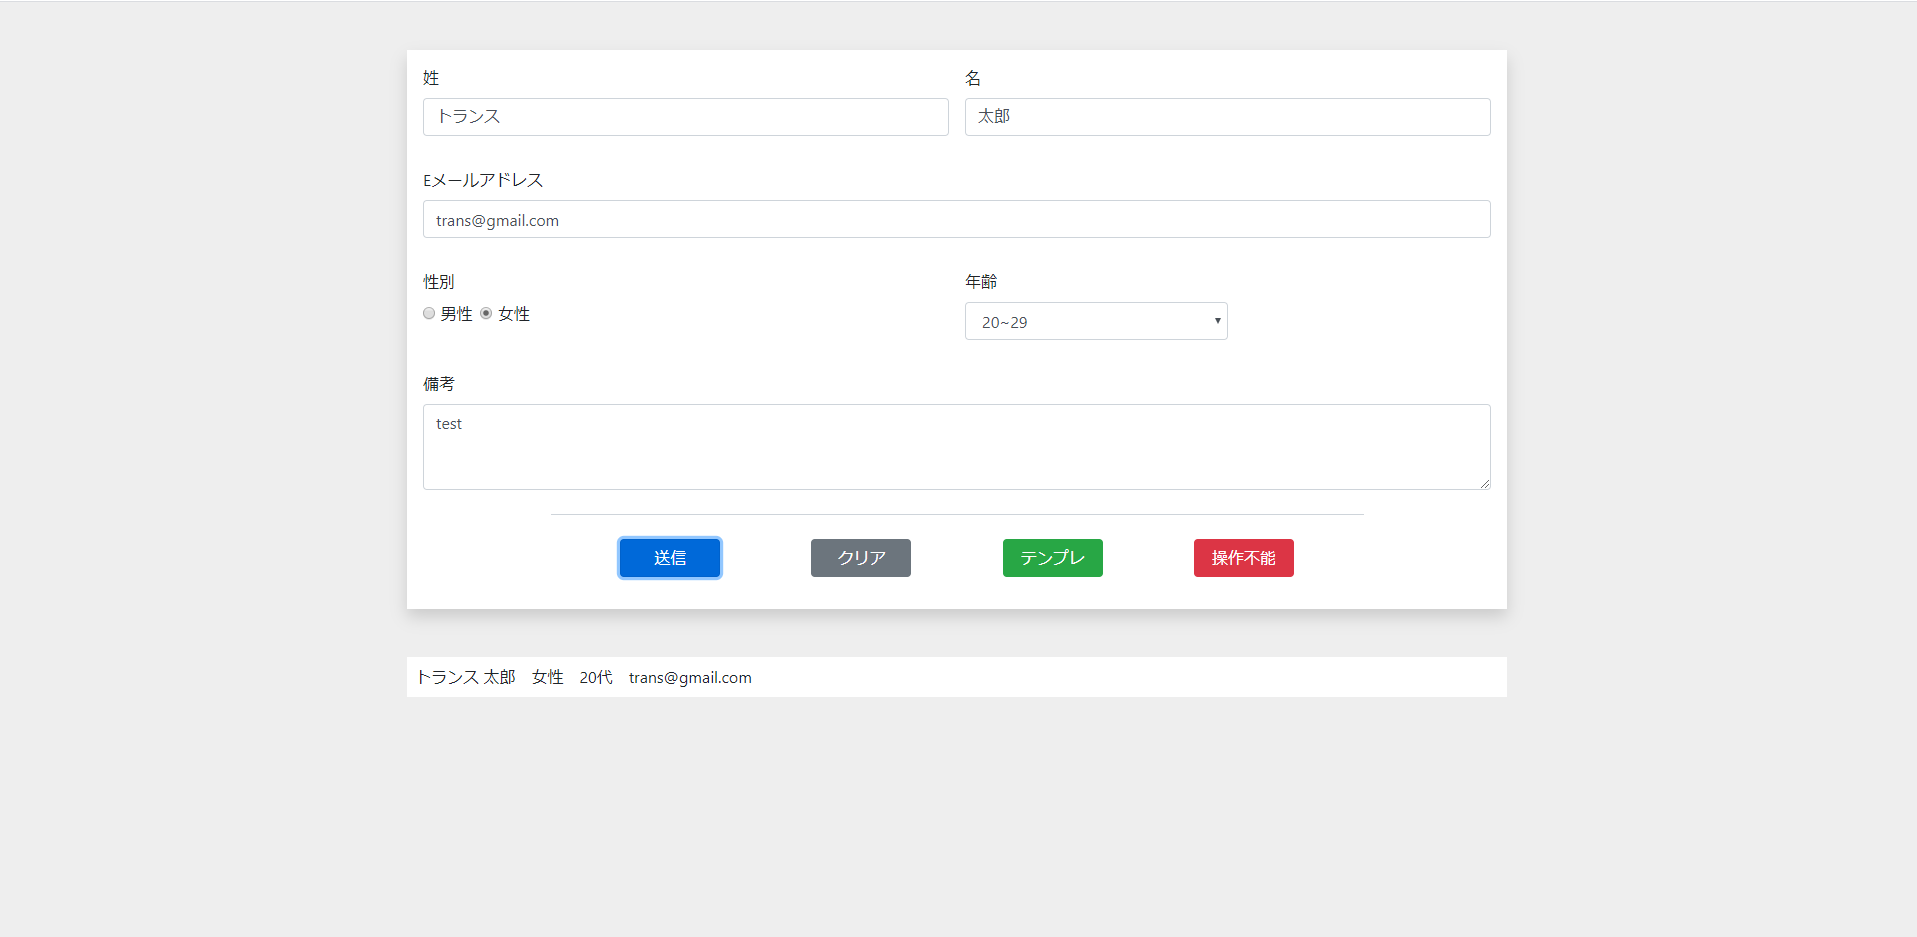 姓 名
トランス 太郎
Eメールアドレス
trans@gmail.com
性別 年齢
男性 女性 20~29
備考
test
送信 クリア テンプレ 操作不能
トランス 太郎　女性　20代　trans@gmail.com